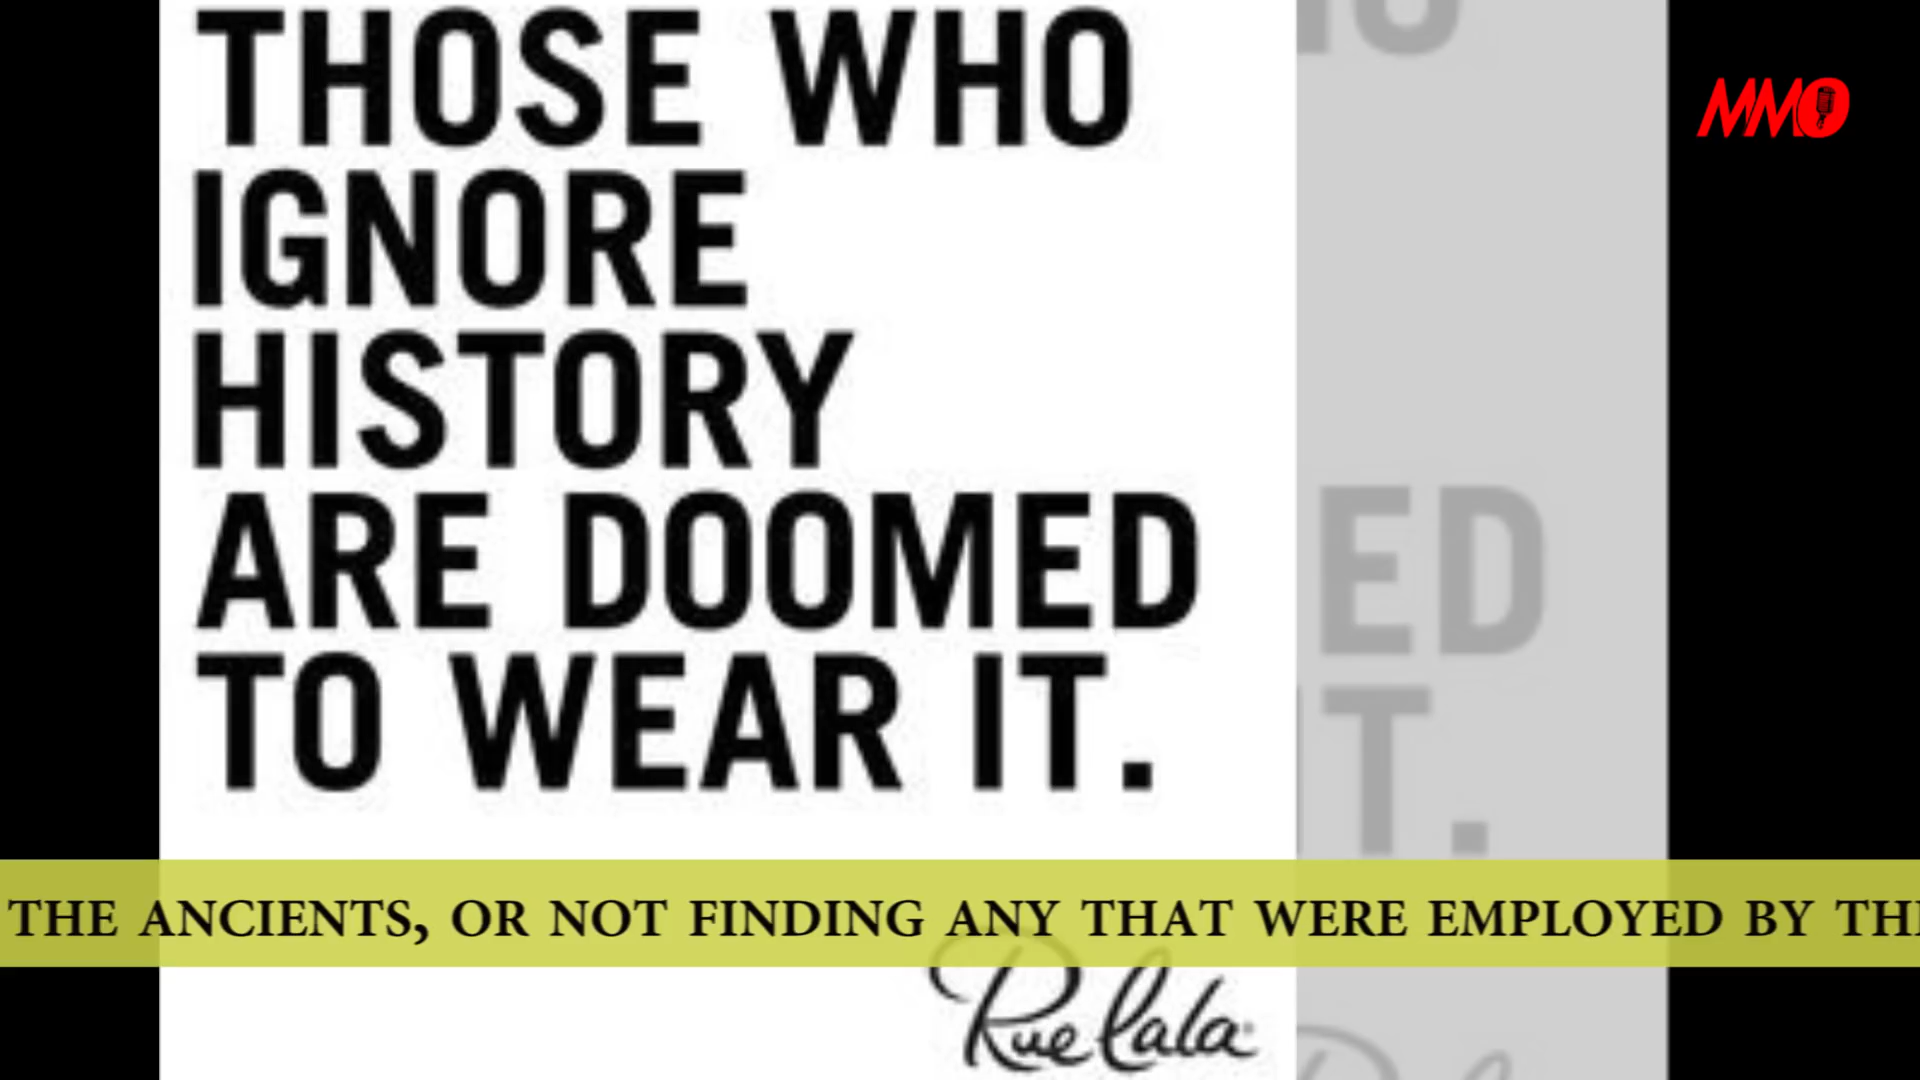 THOSE WHO
IGNORE
HISTORY
ARE DOOMED
TO WEAR IT.
MMO
THE ANCIENTS, OR NOT FINDING ANY THAT WERE EMPLOYED BY
Rue La La
ED
T.